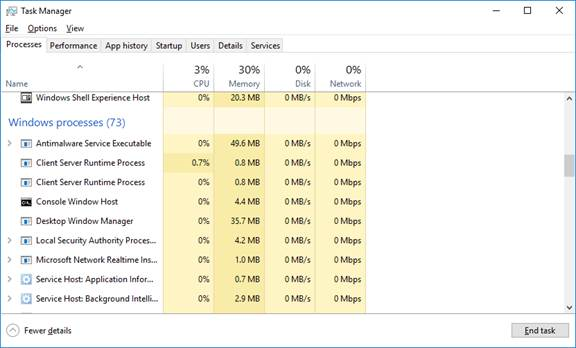 Task Manager
File Options View
Processes Performance App history Startup Users Details Services
3% 30% 0% 0%
Name CPU Memory Disk Network
Windows Shell Experience Host 0% 20.3 MB 0 MB/s 0 Mbps
Windows processes (73)
Antimalware Service Executable 0% 49.6 MB 0 MB/s 0 Mbps
Client Server Runtime Process 0.7% 0.8 MB 0 MB/s 0 Mbps
Client Server Runtime Process 0% 0.8 MB 0 MB/s 0 Mbps
Console Window Host 0% 4.4 MB 0 MB/s 0 Mbps
Desktop Window Manager 0% 35.7 MB 0 MB/s 0 Mbps
Local Security Authority Proces... 0% 4.2 MB 0 MB/s 0 Mbps
Microsoft Network Realtime Ins... 0% 1.0 MB 0 MB/s 0 Mbps
Service Host: Application Infor... 0% 0.7 MB 0 MB/s 0 Mbps
Service Host: Background Intelli... 0% 2.9 MB 0 MB/s 0 Mbps
Fewer details End task